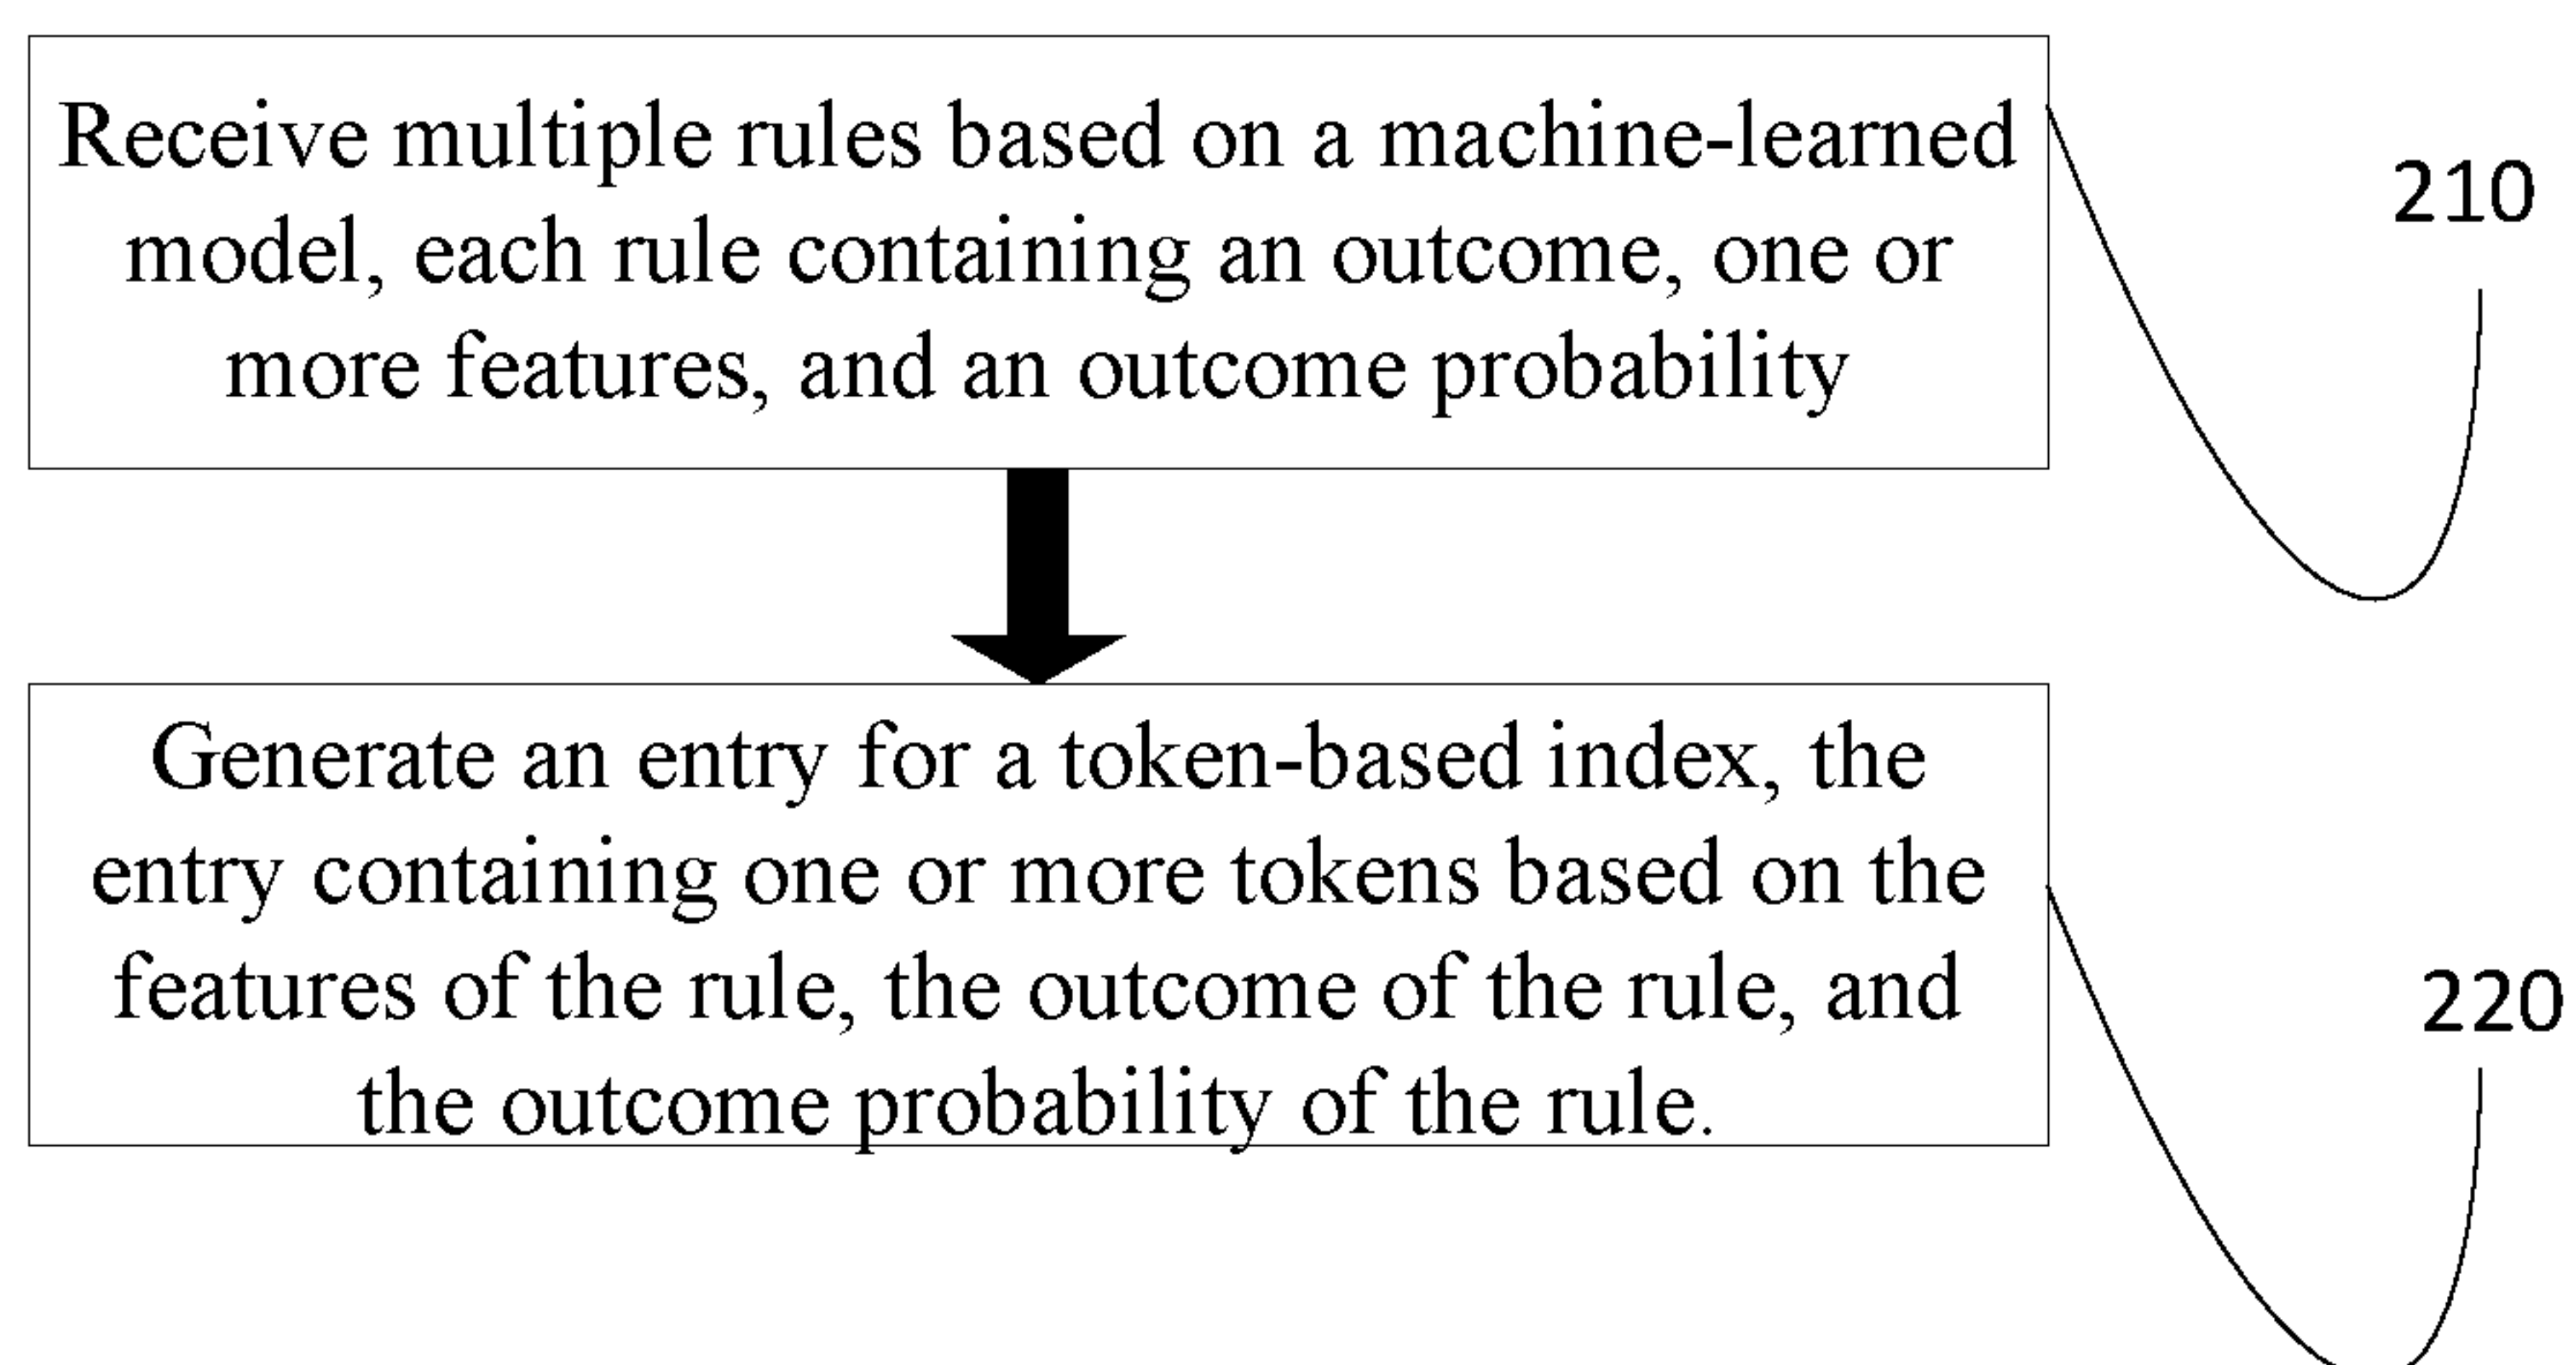 Receive multiple rules based on a machine-learned
model, each rule containing an outcome, one or
more features, and an outcome probability
210
Generate an entry for a token-based index, the
entry containing one or more tokens based on the
features of the rule, the outcome of the rule, and
the outcome probability of the rule.
220